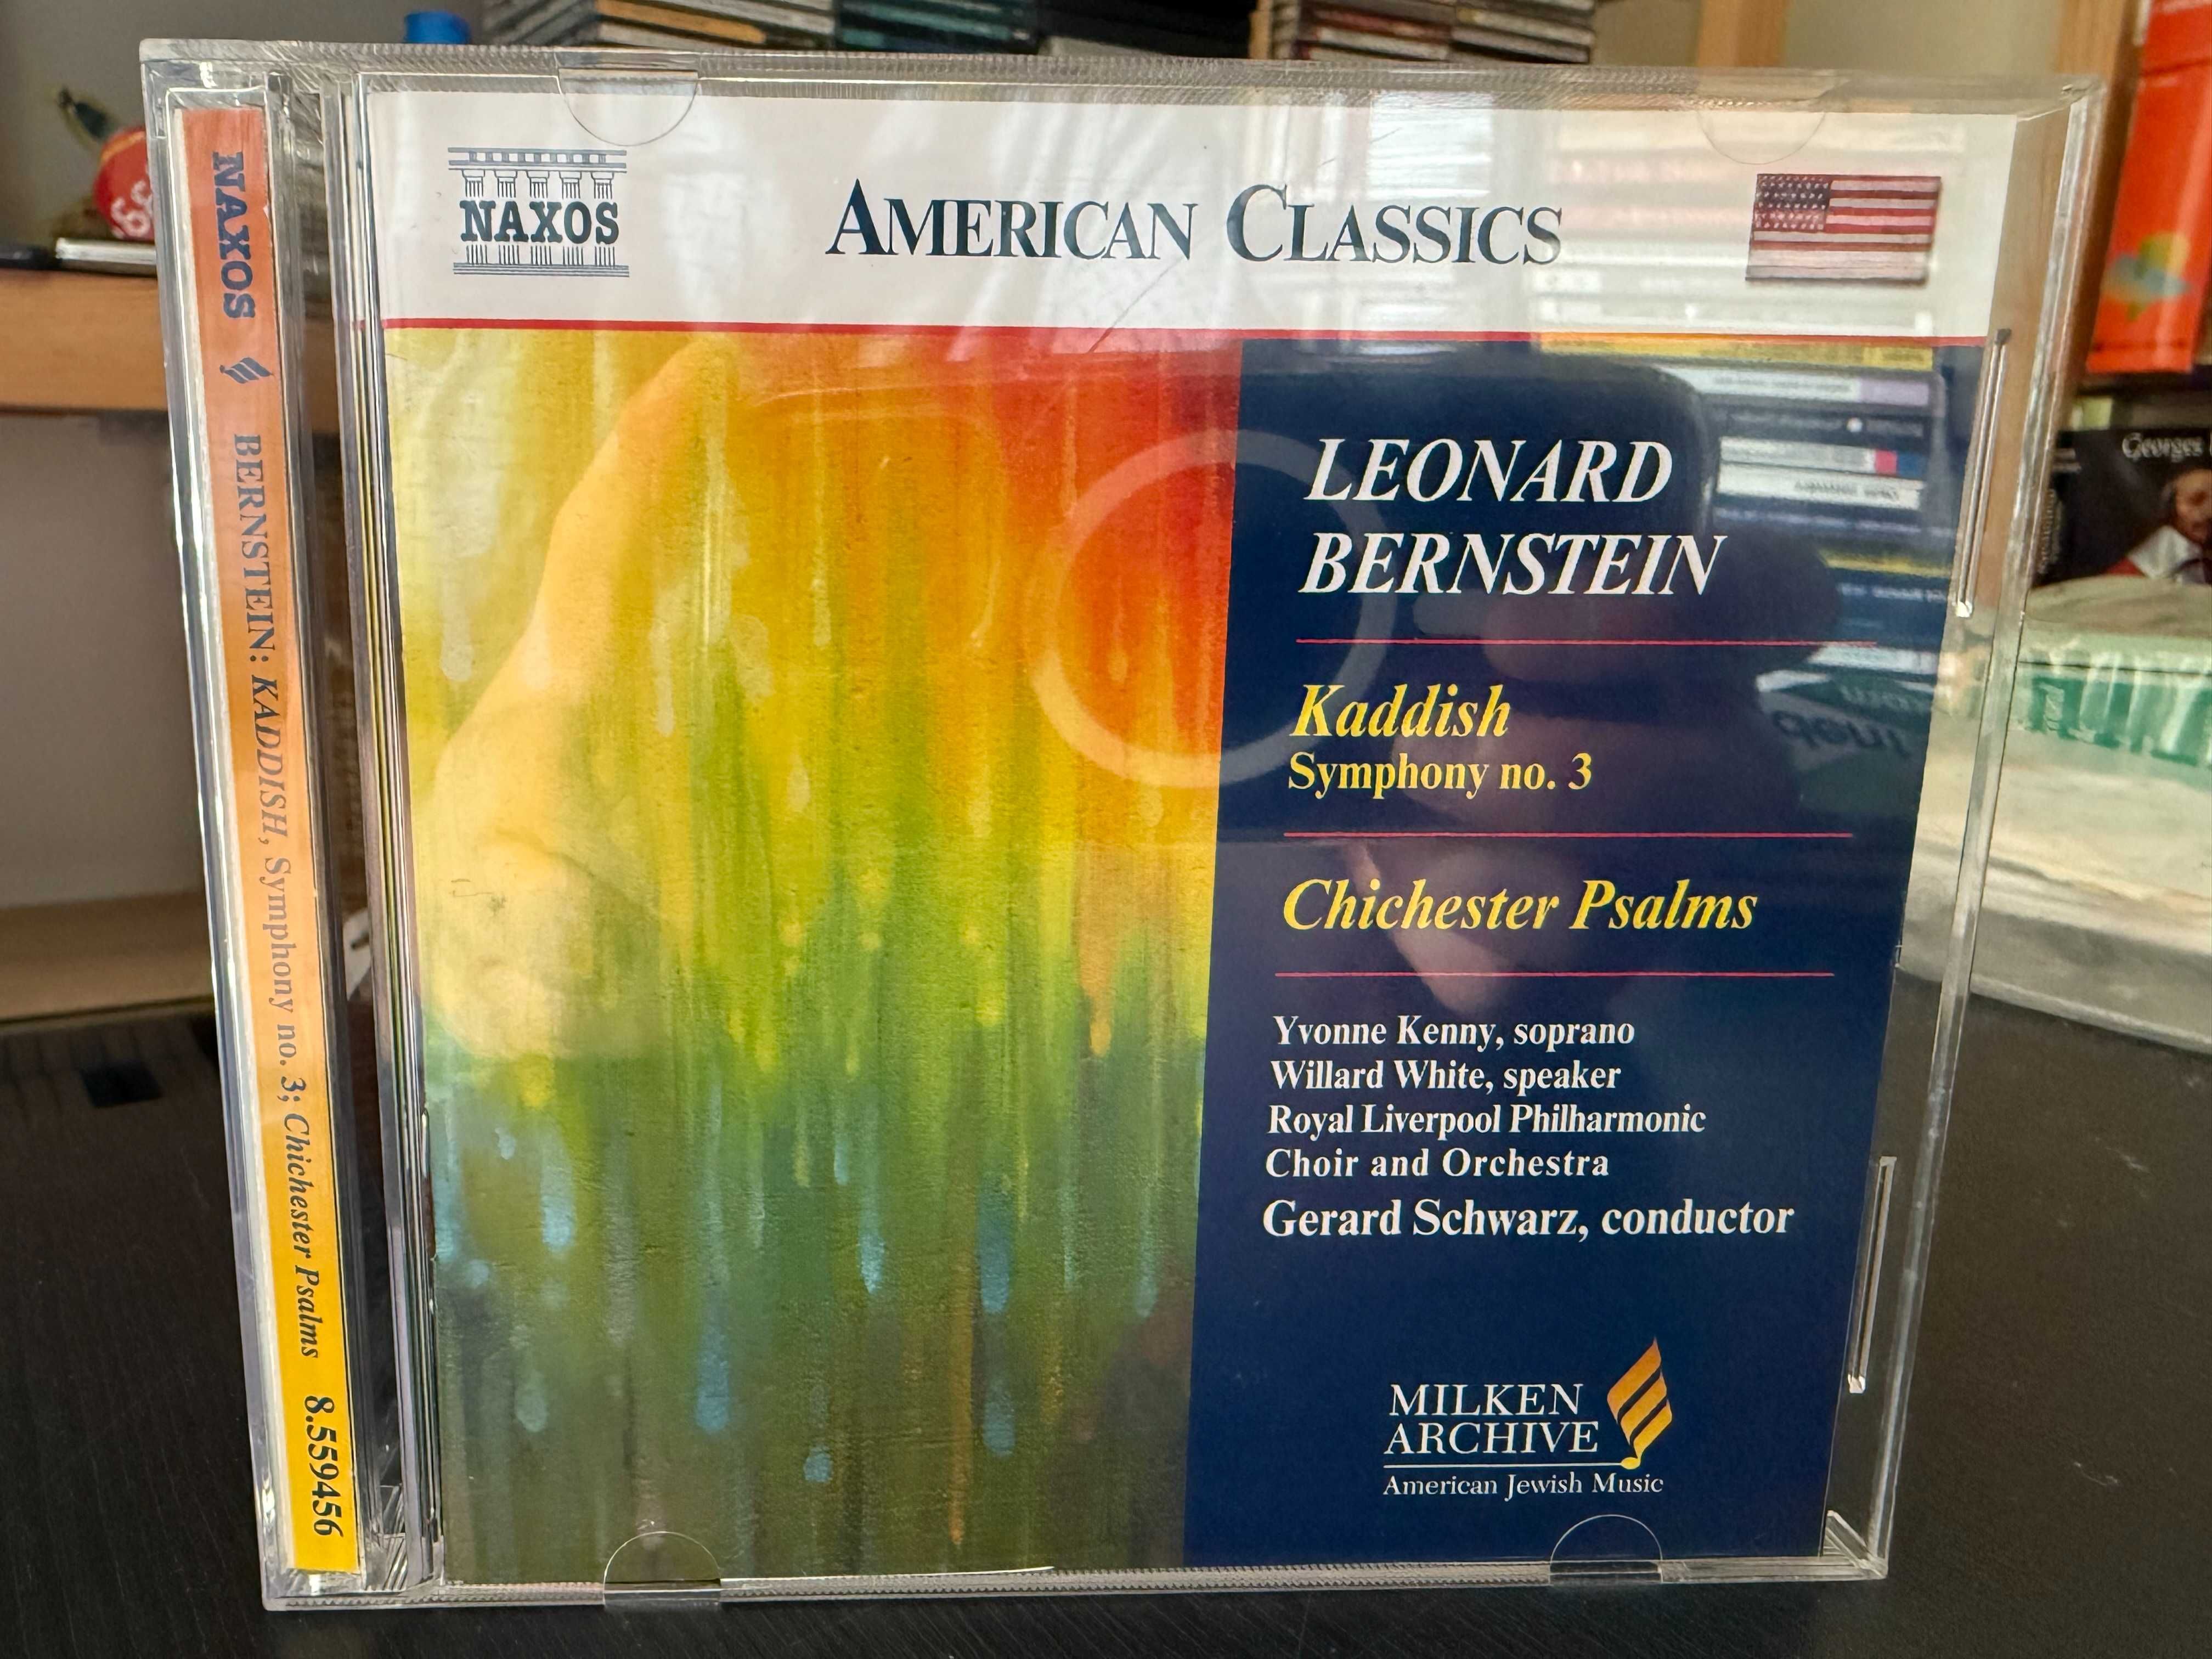 NAXOS
AMERICAN CLASSICS
LEONARD
BERNSTEIN
Kaddish
Symphony no. 3
Chichester Psalms
Yvonne Kenny, soprano
Willard White, speaker
Royal Liverpool Philharmonic
Choir and Orchestra
Gerard Schwarz, conductor
MILKEN
ARCHIVE
American Jewish Music
NAXOS BERNSTEIN: KADDISH, Symphony no. 3; Chichester Psalms 8.559456
Georges